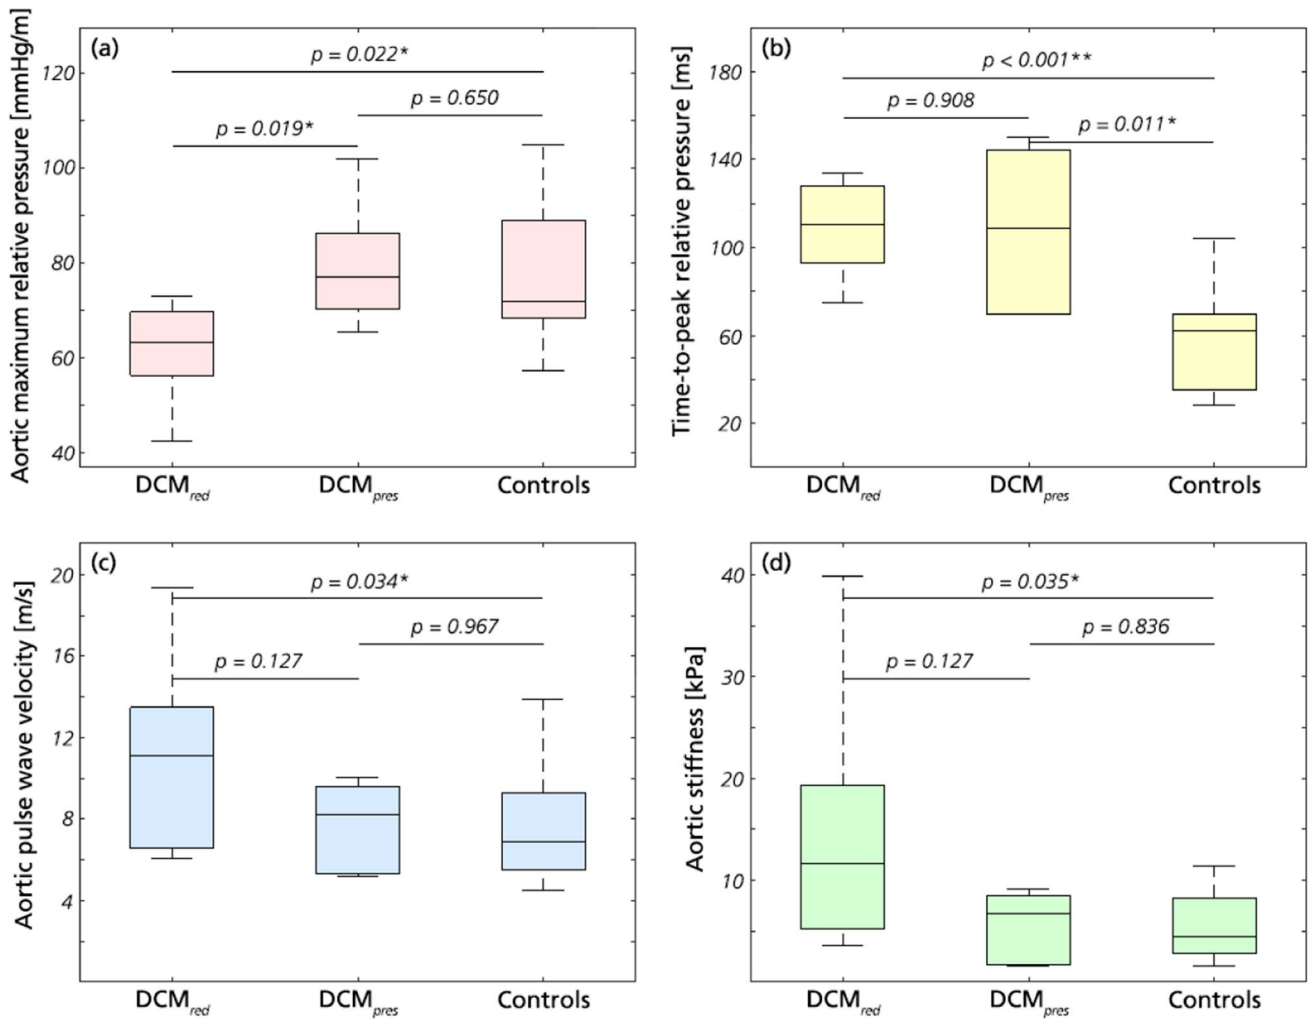 Aortic maximum relative pressure [mmHg/m]
(a)
p = 0.022*
p = 0.650
p = 0.019*
120
100
80
60
40
DCMred
DCMpres
Controls
Time-to-peak relative pressure [ms]
(b)
p < 0.001**
p = 0.908
p = 0.011*
180
140
100
60
20
DCMred
DCMpres
Controls
Aortic pulse wave velocity [m/s]
(c)
p = 0.034*
p = 0.967
p = 0.127
20
16
12
8
4
DCMred
DCMpres
Controls
Aortic stiffness [kPa]
(d)
p = 0.035*
p = 0.836
p = 0.127
40
30
20
10
DCMred
DCMpres
Controls